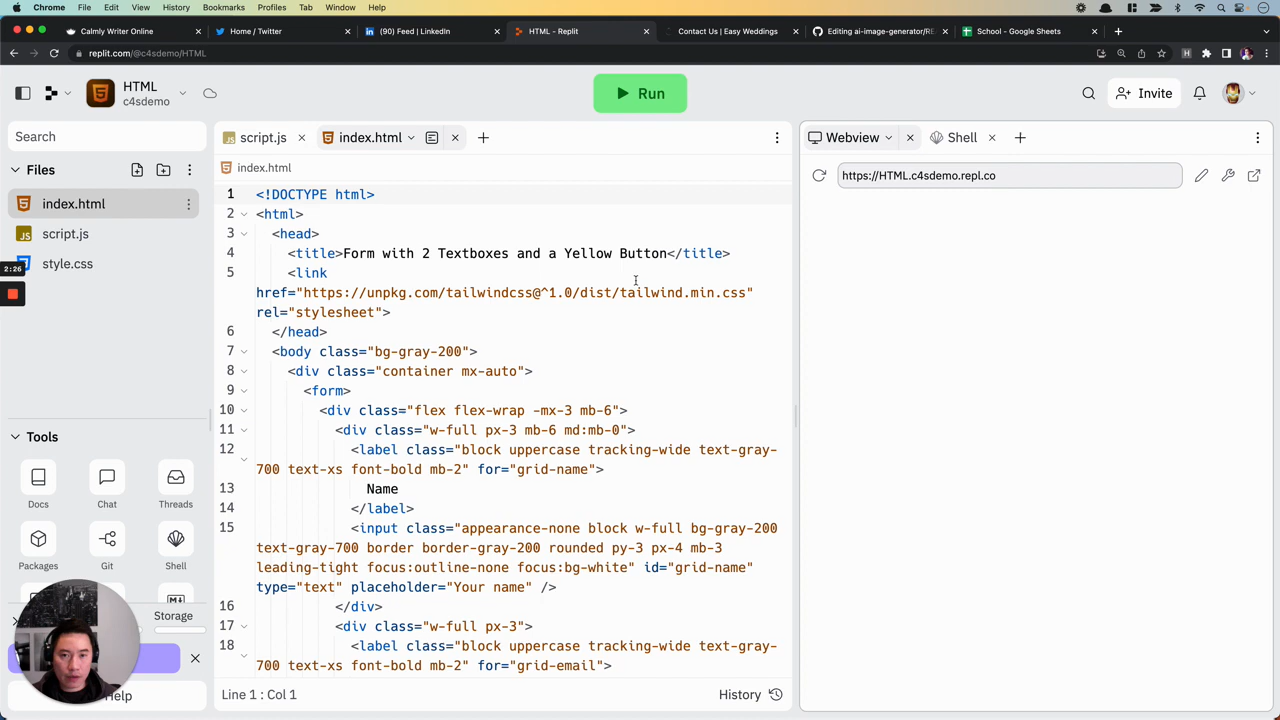 Chrome File Edit View History Bookmarks Profiles Tab Window Help
Calmly Writer Online Home / Twitter (90) Feed | LinkedIn HTML - Replit Contact Us | Easy Weddings Editing ai-image-generator/RE School - Google Sheets
replit.com/@c4sdemo/HTML
HTML
c4sdemo
Run
Invite
Search
Files
index.html
script.js
style.css
2:26
Tools
Docs Chat Threads
Packages Git Shell
Storage
Help
script.js index.html
index.html
1 <!DOCTYPE html>
2 <html>
3 <head>
4 <title>Form with 2 Textboxes and a Yellow Button</title>
5 <link
href="https://unpkg.com/tailwindcss@^1.0/dist/tailwind.min.css"
rel="stylesheet">
6 </head>
7 <body class="bg-gray-200">
8 <div class="container mx-auto">
9 <form>
10 <div class="flex flex-wrap -mx-3 mb-6">
11 <div class="w-full px-3 mb-6 md:mb-0">
12 <label class="block uppercase tracking-wide text-gray-
700 text-xs font-bold mb-2" for="grid-name">
13 Name
14 </label>
15 <input class="appearance-none block w-full bg-gray-200
text-gray-700 border border-gray-200 rounded py-3 px-4 mb-3
leading-tight focus:outline-none focus:bg-white" id="grid-name"
type="text" placeholder="Your name" />
16 </div>
17 <div class="w-full px-3">
18 <label class="block uppercase tracking-wide text-gray-
700 text-xs font-bold mb-2" for="grid-email">
Line 1 : Col 1 History
Webview Shell
https://HTML.c4sdemo.repl.co